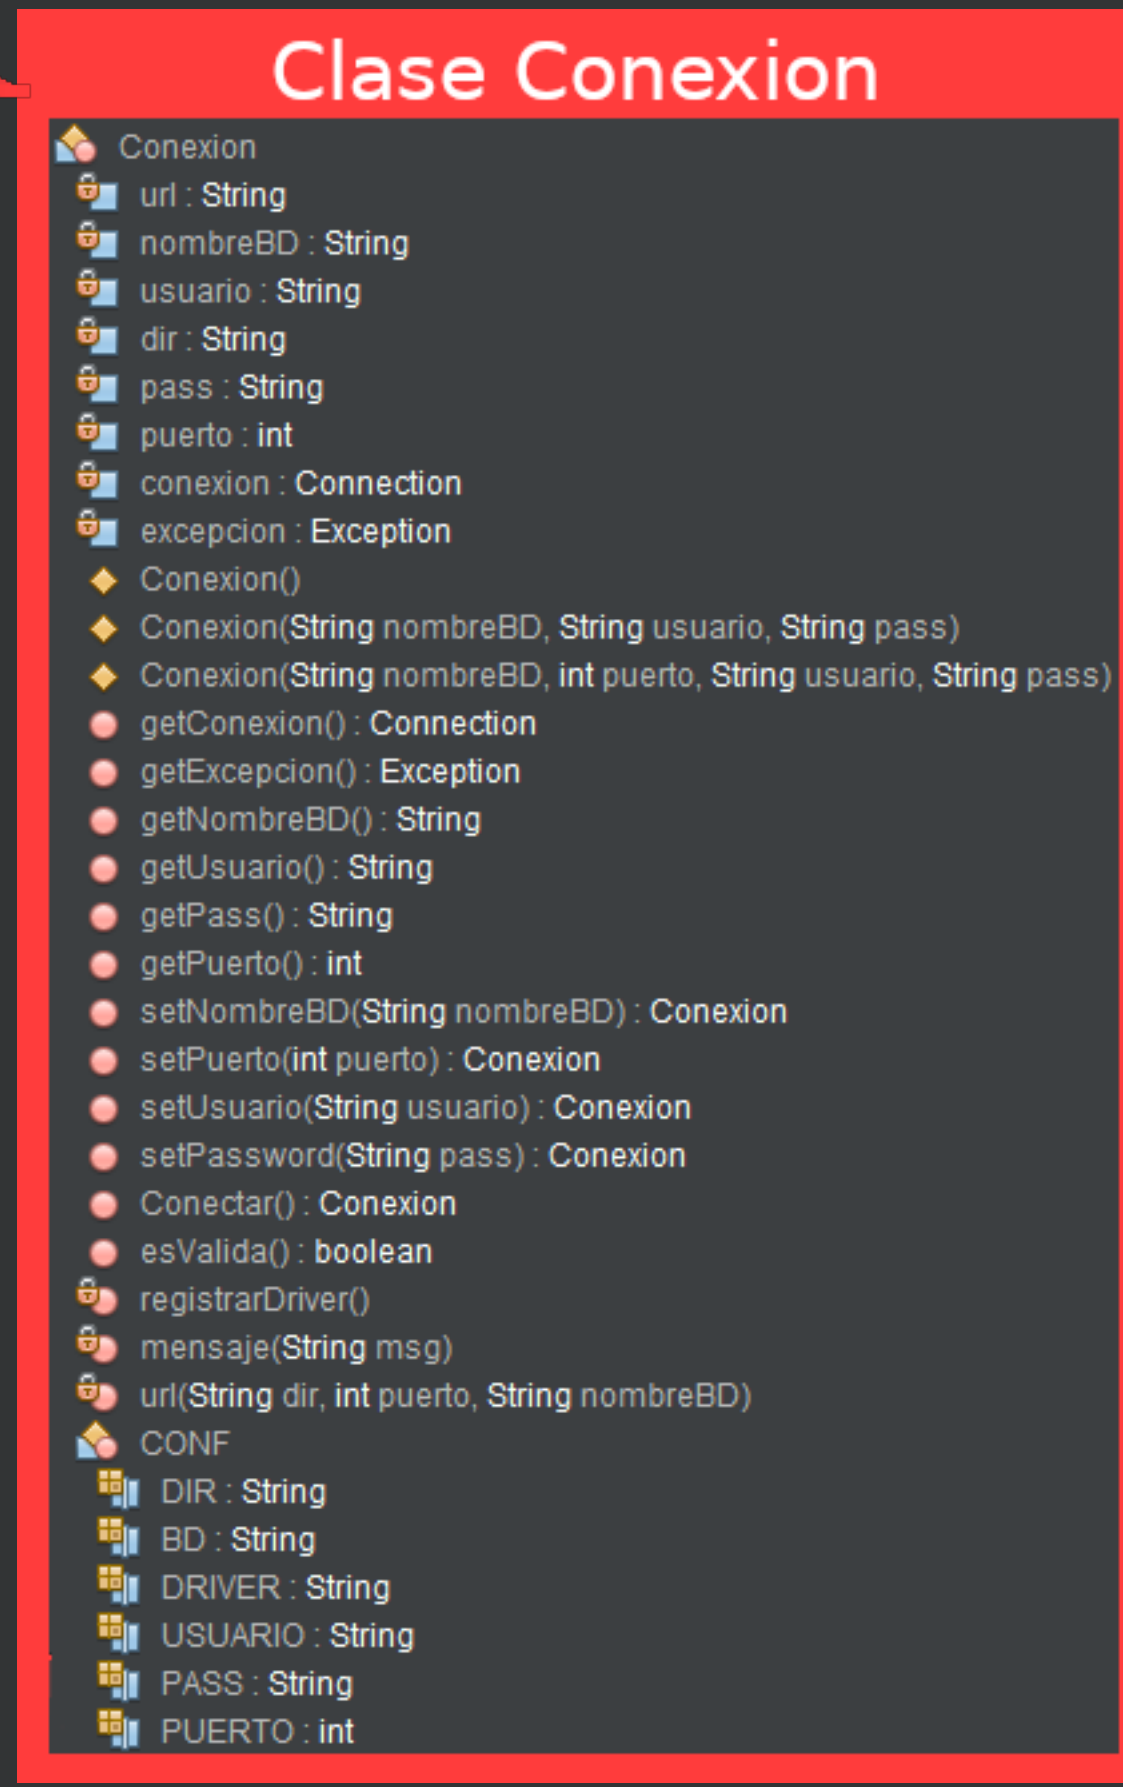 Clase Conexion
Conexion
url : String
nombreBD : String
usuario : String
dir : String
pass : String
puerto : int
conexion : Connection
excepcion : Exception
Conexion()
Conexion(String nombreBD, String usuario, String pass)
Conexion(String nombreBD, int puerto, String usuario, String pass)
getConexion() : Connection
getExcepcion() : Exception
getNombreBD() : String
getUsuario() : String
getPass() : String
getPuerto() : int
setNombreBD(String nombreBD) : Conexion
setPuerto(int puerto) : Conexion
setUsuario(String usuario) : Conexion
setPassword(String pass) : Conexion
Conectar() : Conexion
esValida() : boolean
registrarDriver()
mensaje(String msg)
url(String dir, int puerto, String nombreBD)
CONF
DIR : String
BD : String
DRIVER : String
USUARIO : String
PASS : String
PUERTO : int